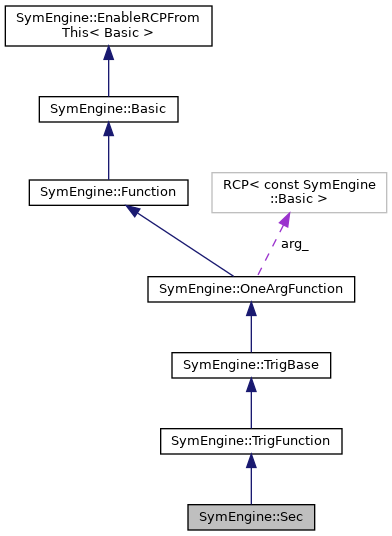 SymEngine::EnableRCPFrom
This< Basic >
SymEngine::Basic
SymEngine::Function
RCP< const SymEngine
::Basic >
arg_
SymEngine::OneArgFunction
SymEngine::TrigBase
SymEngine::TrigFunction
SymEngine::Sec